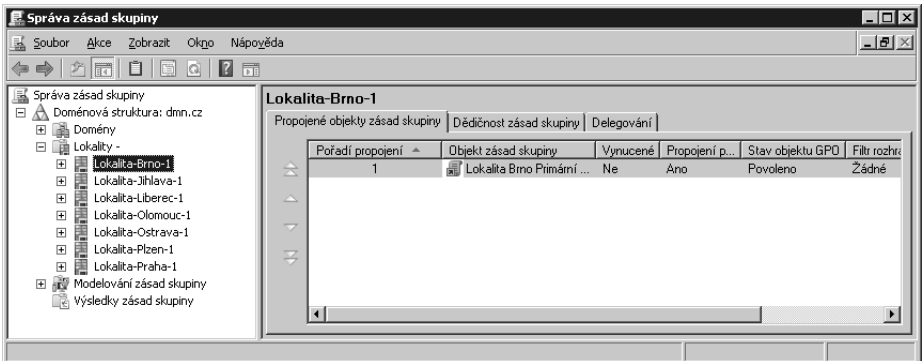 Správa zásad skupiny
Soubor Akce Zobrazit Okno Nápověda
Správa zásad skupiny
Doménová struktura: dmn.cz
Domény
Lokality -
Lokalita-Brno-1
Lokalita-Jihlava-1
Lokalita-Liberec-1
Lokalita-Olomouc-1
Lokalita-Ostrava-1
Lokalita-Plzen-1
Lokalita-Praha-1
Modelování zásad skupiny
Výsledky zásad skupiny
Lokalita-Brno-1
Propojené objekty zásad skupiny Dědičnost zásad skupiny Delegování
Pořadí propojení Objekt zásad skupiny Vynucené Propojení p... Stav objektu GPO Filtr rozhra
1 Lokalita Brno Primární ... Ne Ano Povoleno Žádné